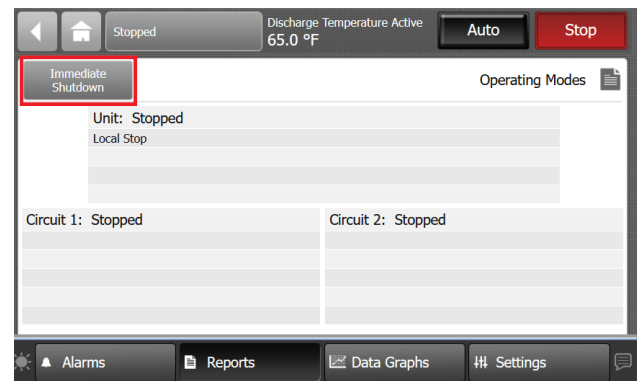 Stopped
Discharge Temperature Active
65.0 °F
Auto
Stop
Immediate
Shutdown
Operating Modes
Unit: Stopped
Local Stop
Circuit 1: Stopped
Circuit 2: Stopped
Alarms
Reports
Data Graphs
Settings